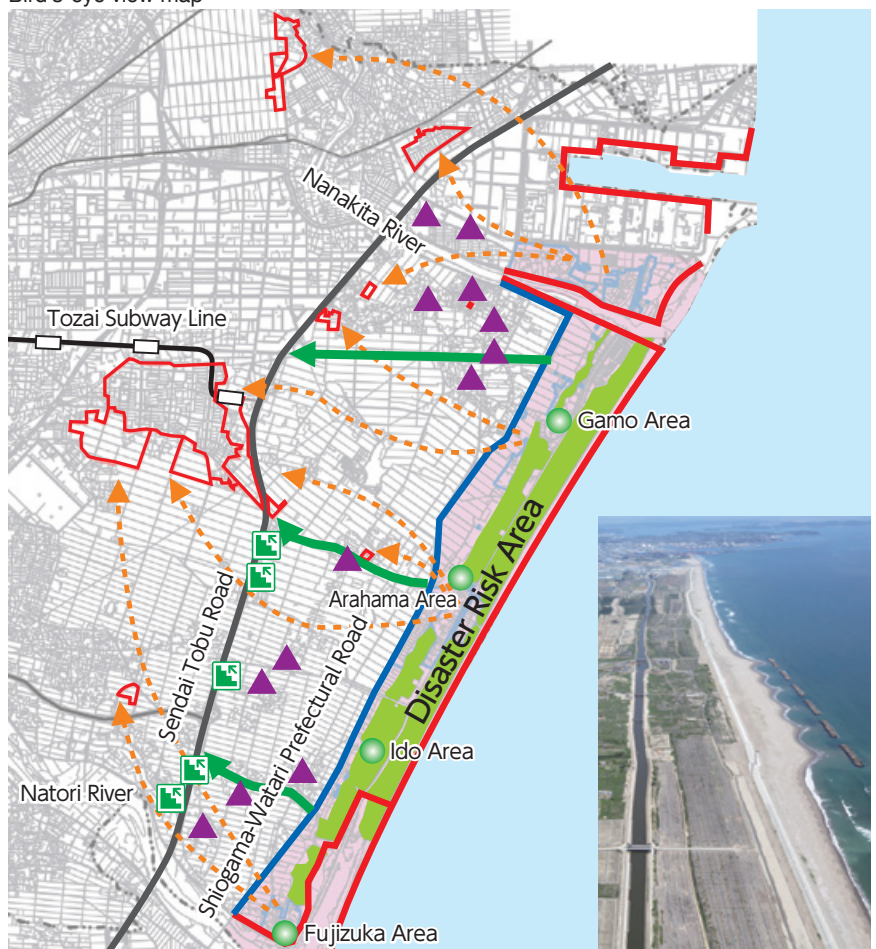 Bird's-eye view map
Nanakita River
Tozai Subway Line
Gamo Area
Disaster Risk Area
Arahama Area
Sendai Tobu Road
Shiogama-Watari Prefectural Road
Ido Area
Natori River
Fujizuka Area